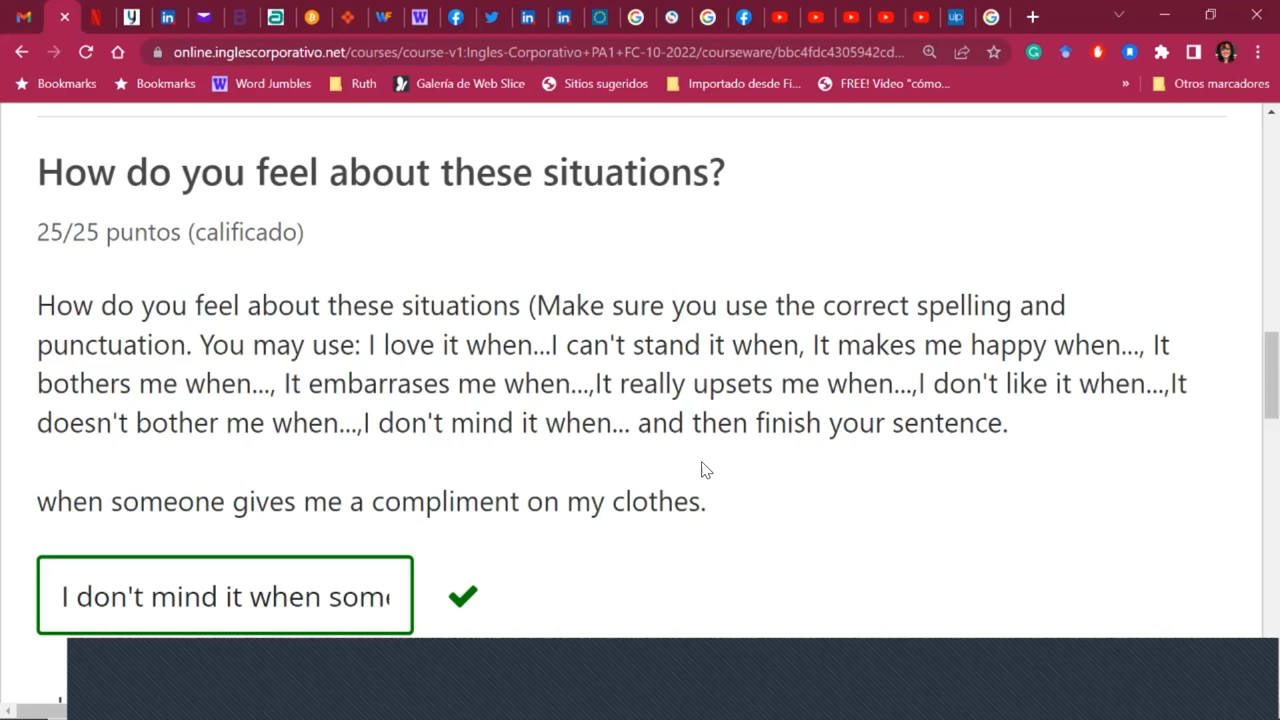 online.inglescorporativo.net/courses/course-v1:Ingles-Corporativo+PA1+FC-10-2022/courseware/bbc4fdc4305942cd...
Bookmarks Bookmarks Word Jumbles Ruth Galería de Web Slice Sitios sugeridos Importado desde Fi... FREE! Video "cómo... » Otros marcadores
How do you feel about these situations?
25/25 puntos (calificado)
How do you feel about these situations (Make sure you use the correct spelling and
punctuation. You may use: I love it when...I can't stand it when, It makes me happy when..., It
bothers me when..., It embarrases me when...,It really upsets me when...,I don't like it when...,It
doesn't bother me when...,I don't mind it when... and then finish your sentence.
when someone gives me a compliment on my clothes.
I don't mind it when som